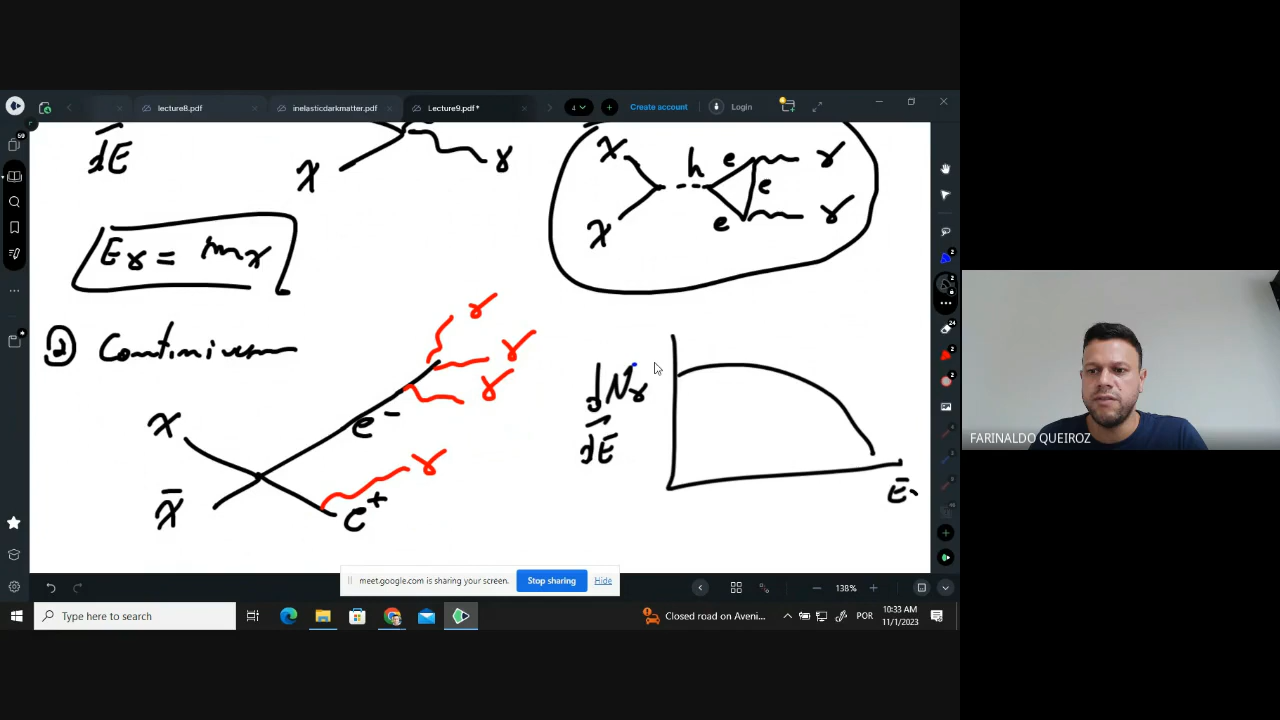 lecture8.pdf
inelasticdarkmatter.pdf
Lecture9.pdf*
4
+
Create account
Login
dE
χ
γ
χ
h
e
γ
e
e
γ
χ
Eγ = mχ
② Continuum
γ
γ
γ
χ
e⁻
γ
χ̄
e⁺
dNγ
dE
E
FARINALDO QUEIROZ
meet.google.com is sharing your screen.
Stop sharing
Hide
138%
Type here to search
Closed road on Aveni...
POR
10:33 AM
11/1/2023